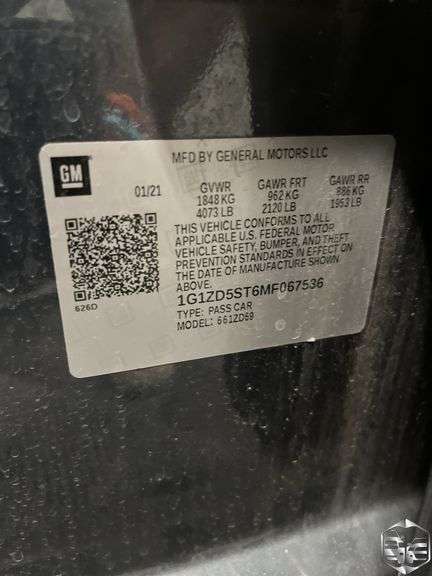 GM
MFD BY GENERAL MOTORS LLC
01/21 GVWR GAWR FRT GAWR RR
1848 KG 962 KG 886 KG
4073 LB 2120 LB 1953 LB
THIS VEHICLE CONFORMS TO ALL
APPLICABLE U.S. FEDERAL MOTOR
VEHICLE SAFETY, BUMPER, AND THEFT
PREVENTION STANDARDS IN EFFECT ON
THE DATE OF MANUFACTURE SHOWN
ABOVE.
626D
1G1ZD5ST6MF067536
TYPE: PASS CAR
MODEL: 661ZD69